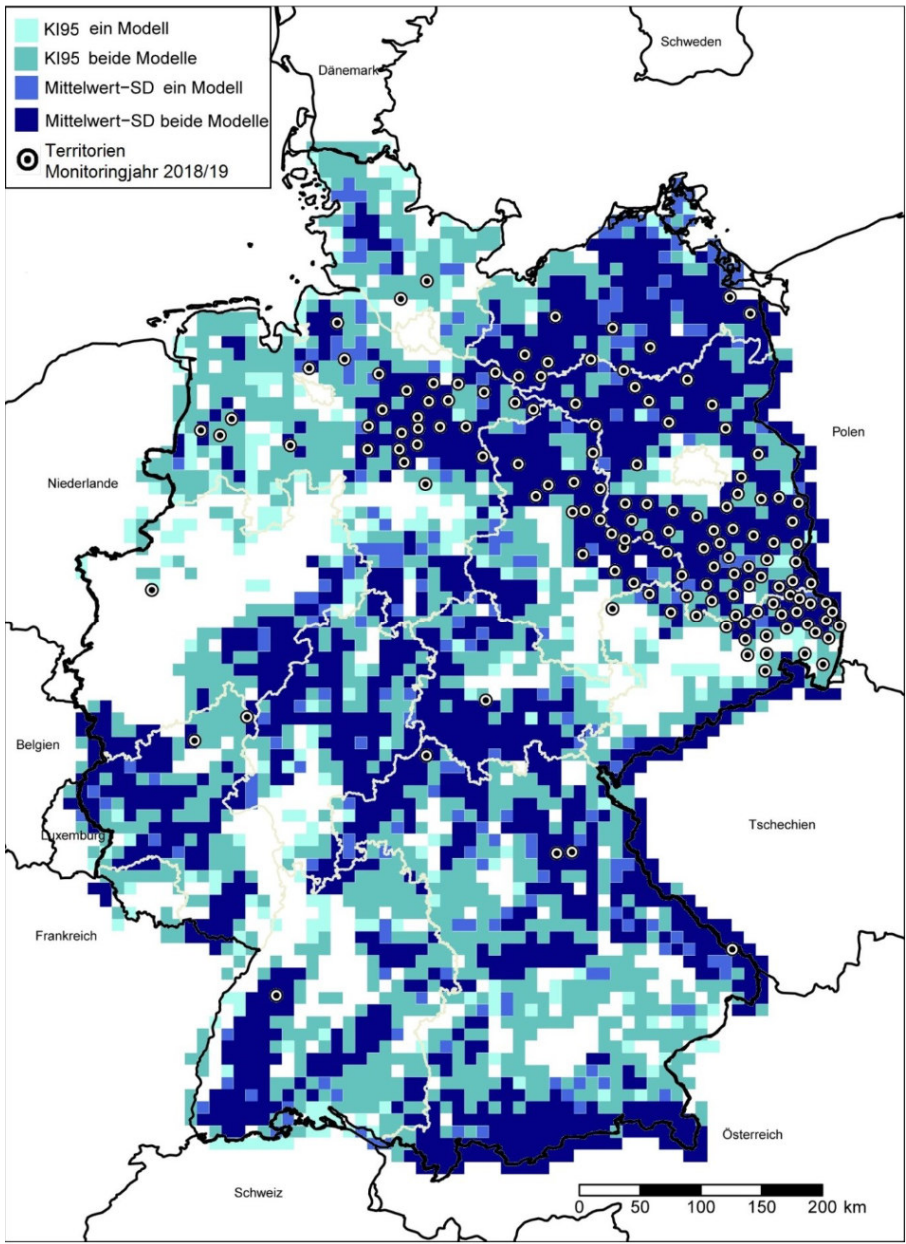 KI95 ein Modell
KI95 beide Modelle
Mittelwert−SD ein Modell
Mittelwert−SD beide Modelle
Territorien
Monitoringjahr 2018/19
Schweden
Dänemark
Polen
Niederlande
Belgien
Luxemburg
Tschechien
Frankreich
Österreich
Schweiz
0 50 100 150 200 km